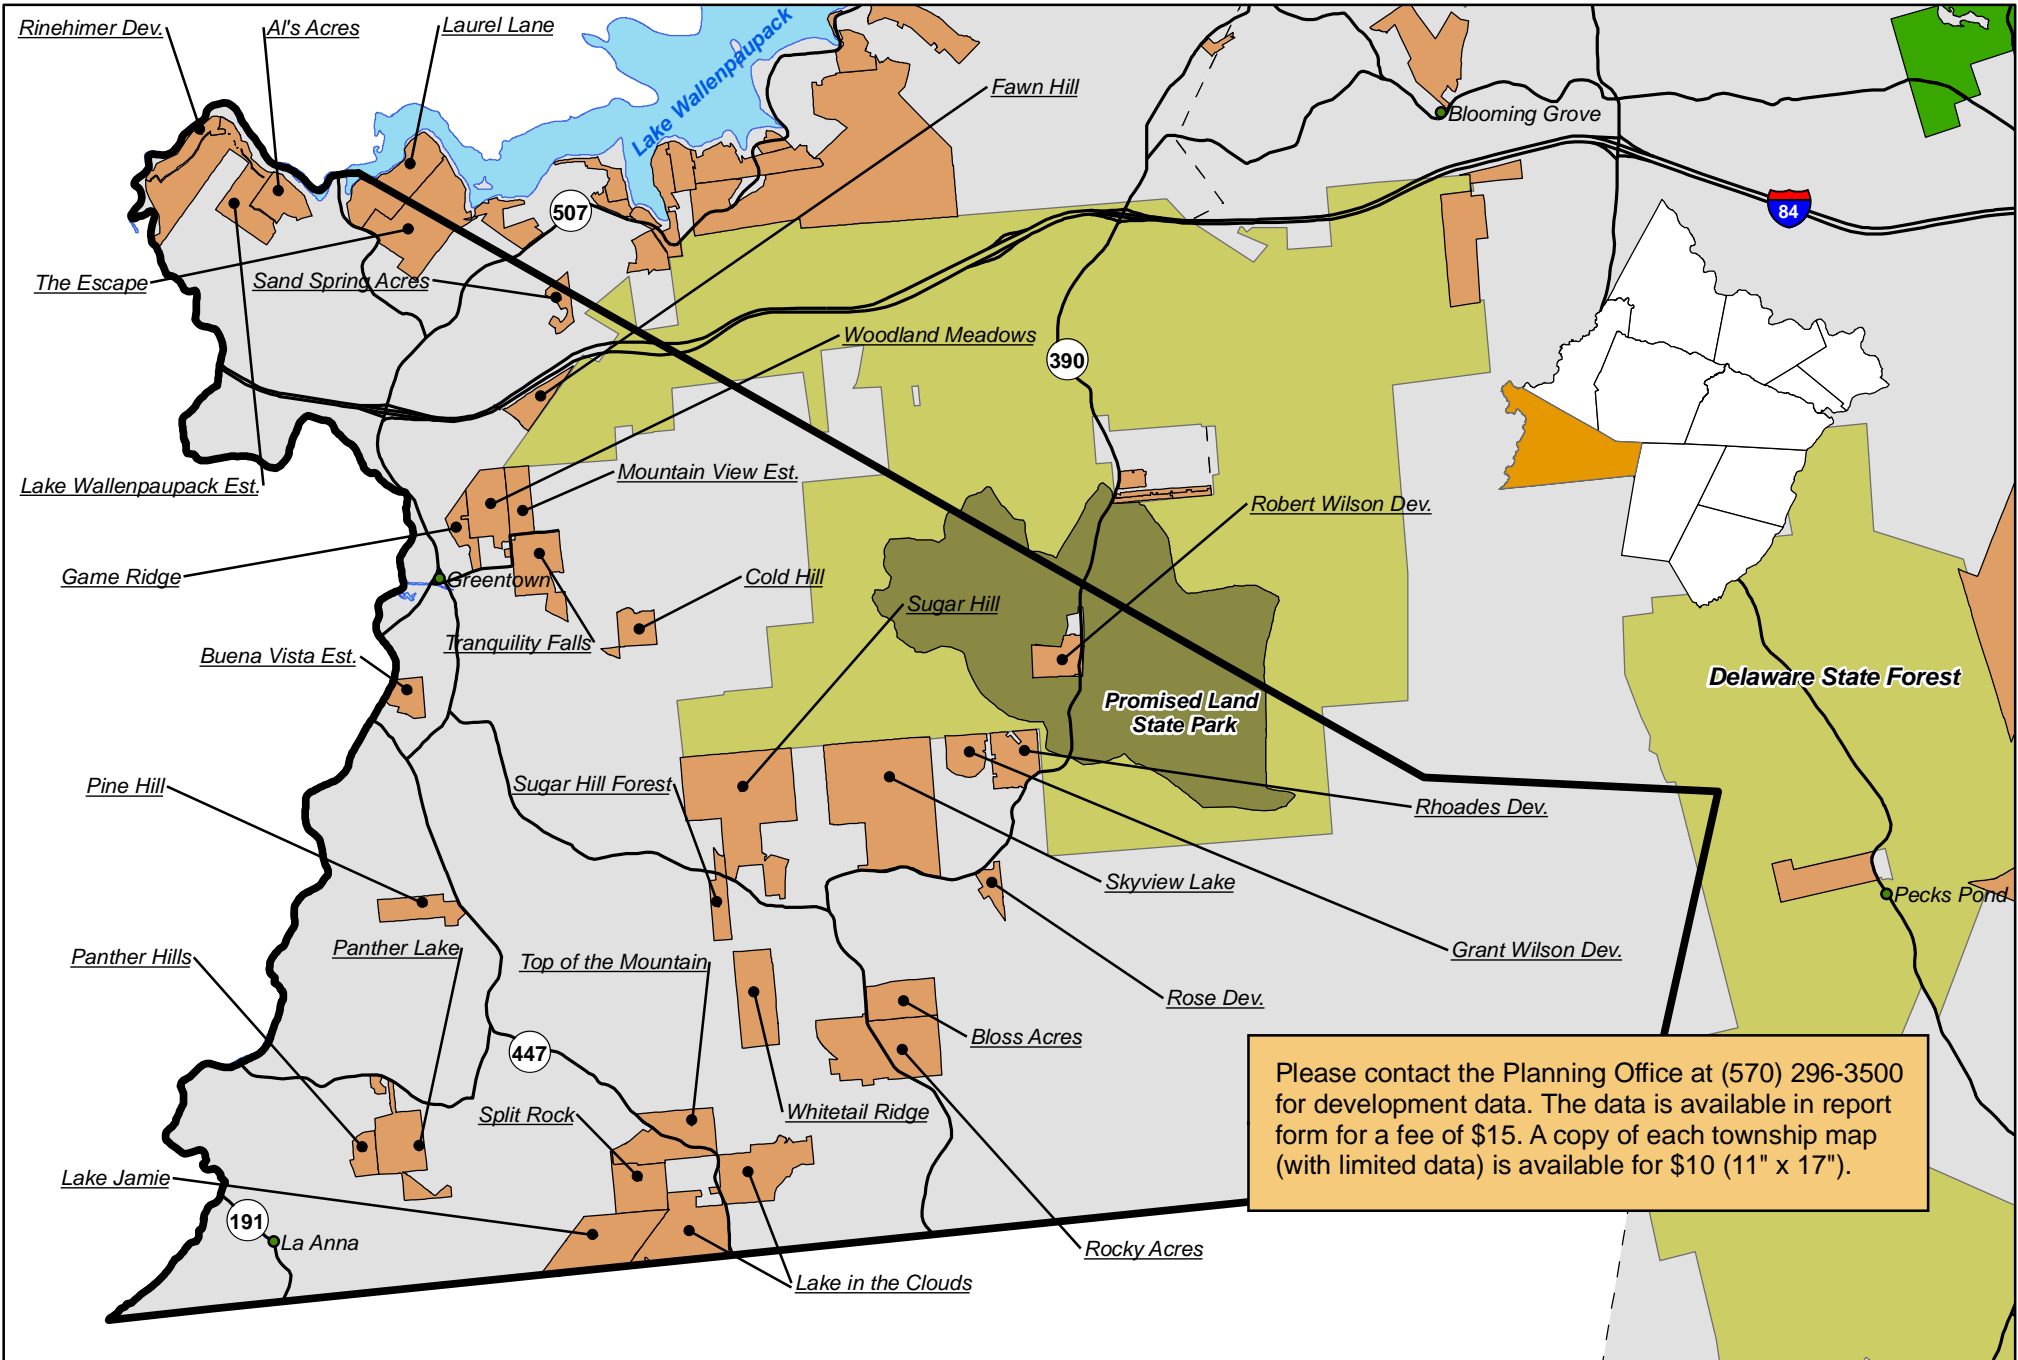 Rinehimer Dev.
Al's Acres
Laurel Lane
Lake Wallenpaupack
Fawn Hill
Blooming Grove
507
84
The Escape
Sand Spring Acres
Woodland Meadows
390
Lake Wallenpaupack Est.
Mountain View Est.
Robert Wilson Dev.
Game Ridge
Greentown
Cold Hill
Sugar Hill
Tranquility Falls
Buena Vista Est.
Promised Land
State Park
Delaware State Forest
Pine Hill
Sugar Hill Forest
Rhoades Dev.
Skyview Lake
Pecks Pond
Panther Hills
Panther Lake
Top of the Mountain
Grant Wilson Dev.
Rose Dev.
447
Bloss Acres
Split Rock
Whitetail Ridge
Please contact the Planning Office at (570) 296-3500
for development data. The data is available in report
form for a fee of $15. A copy of each township map
(with limited data) is available for $10 (11" x 17").
Lake Jamie
191
La Anna
Rocky Acres
Lake in the Clouds